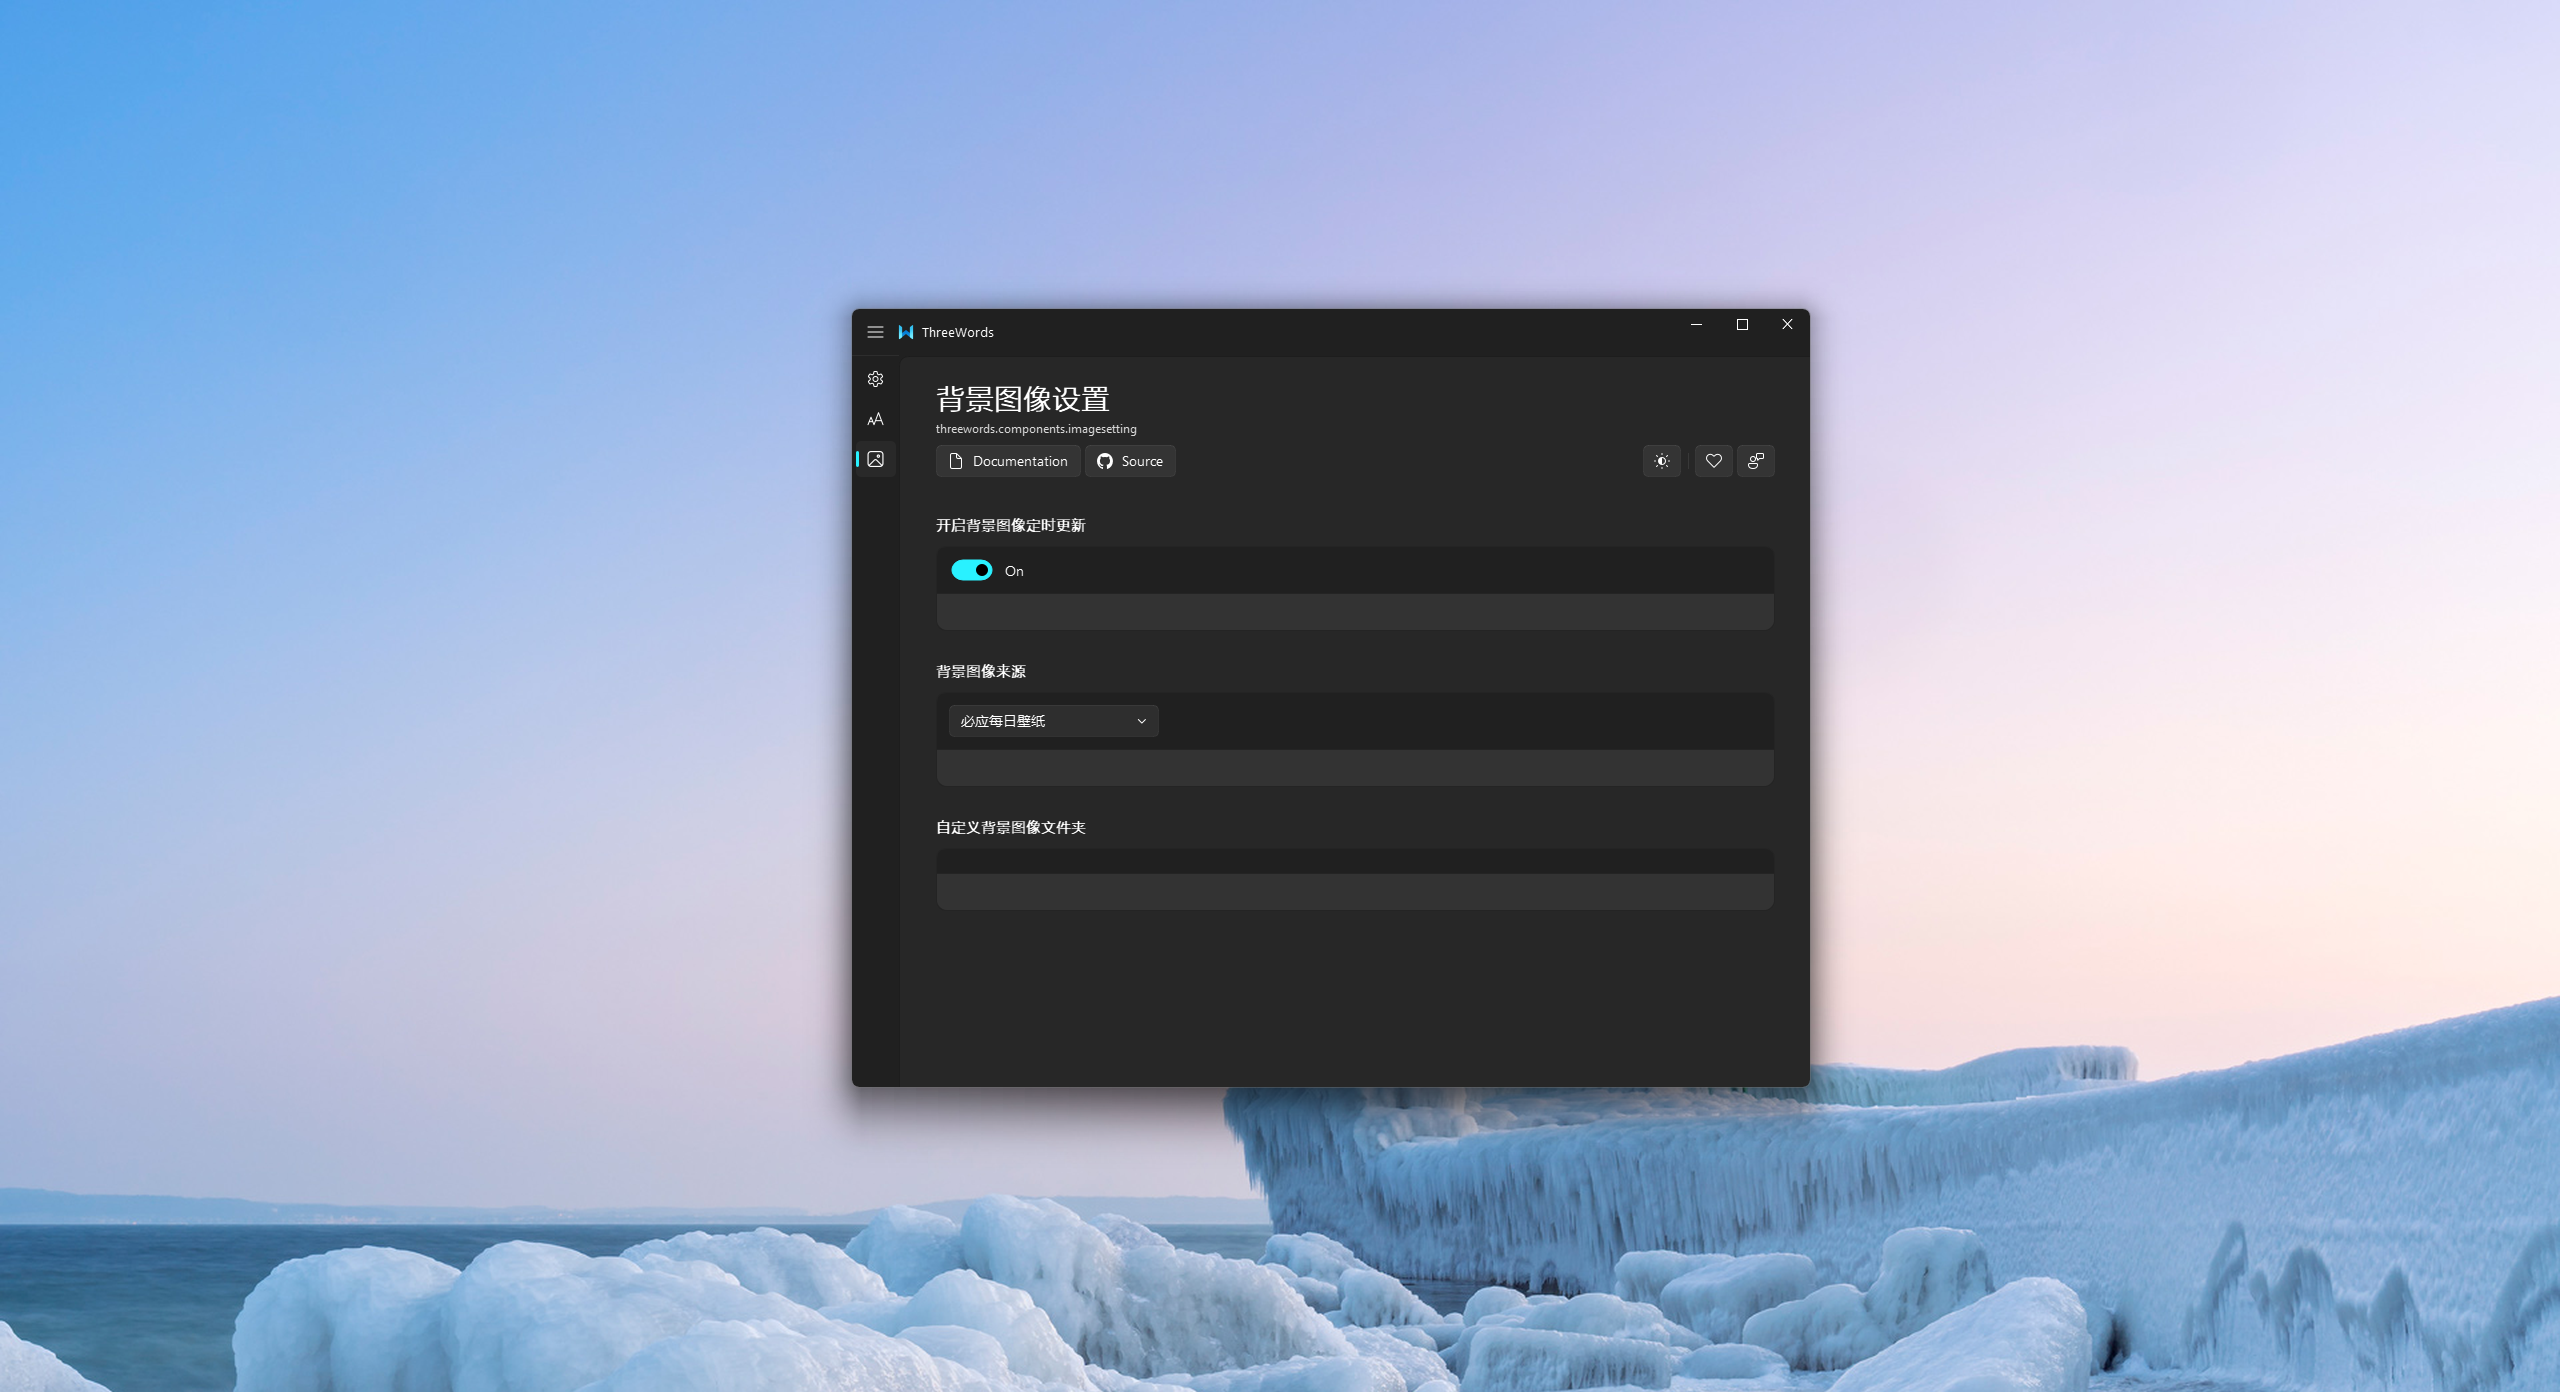 ThreeWords
背景图像设置
threewords.components.imagesetting
Documentation
Source
开启背景图像定时更新
On
背景图像来源
必应每日壁纸
自定义背景图像文件夹